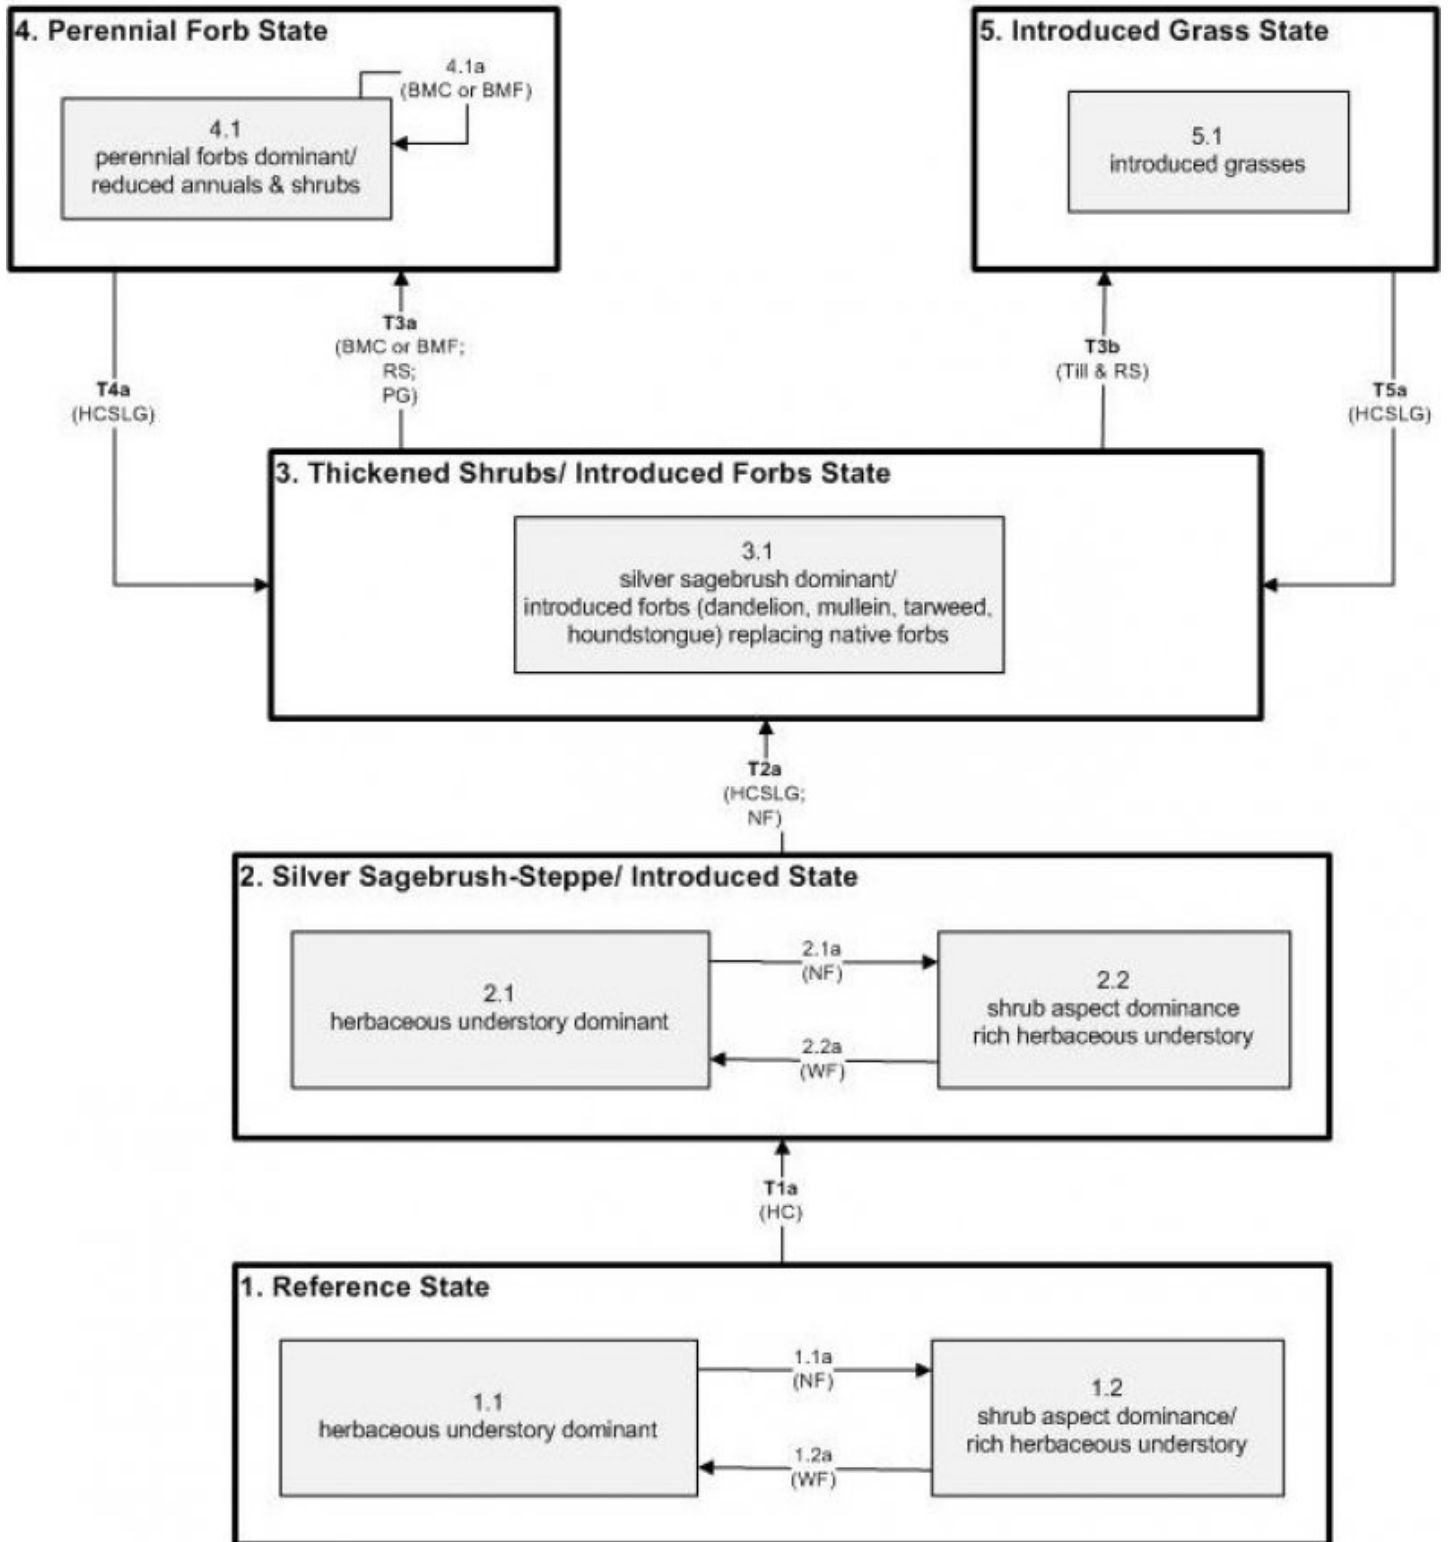 4. Perennial Forb State
4.1a
(BMC or BMF)
4.1
perennial forbs dominant/
reduced annuals & shrubs
5. Introduced Grass State
5.1
introduced grasses
T4a
(HCSLG)
T3a
(BMC or BMF;
RS;
PG)
T3b
(Till & RS)
T5a
(HCSLG)
3. Thickened Shrubs/ Introduced Forbs State
3.1
silver sagebrush dominant/
introduced forbs (dandelion, mullein, tarweed,
houndstongue) replacing native forbs
T2a
(HCSLG;
NF)
2. Silver Sagebrush-Steppe/ Introduced State
2.1
herbaceous understory dominant
2.1a
(NF)
2.2a
(WF)
2.2
shrub aspect dominance
rich herbaceous understory
T1a
(HC)
1. Reference State
1.1
herbaceous understory dominant
1.1a
(NF)
1.2a
(WF)
1.2
shrub aspect dominance/
rich herbaceous understory